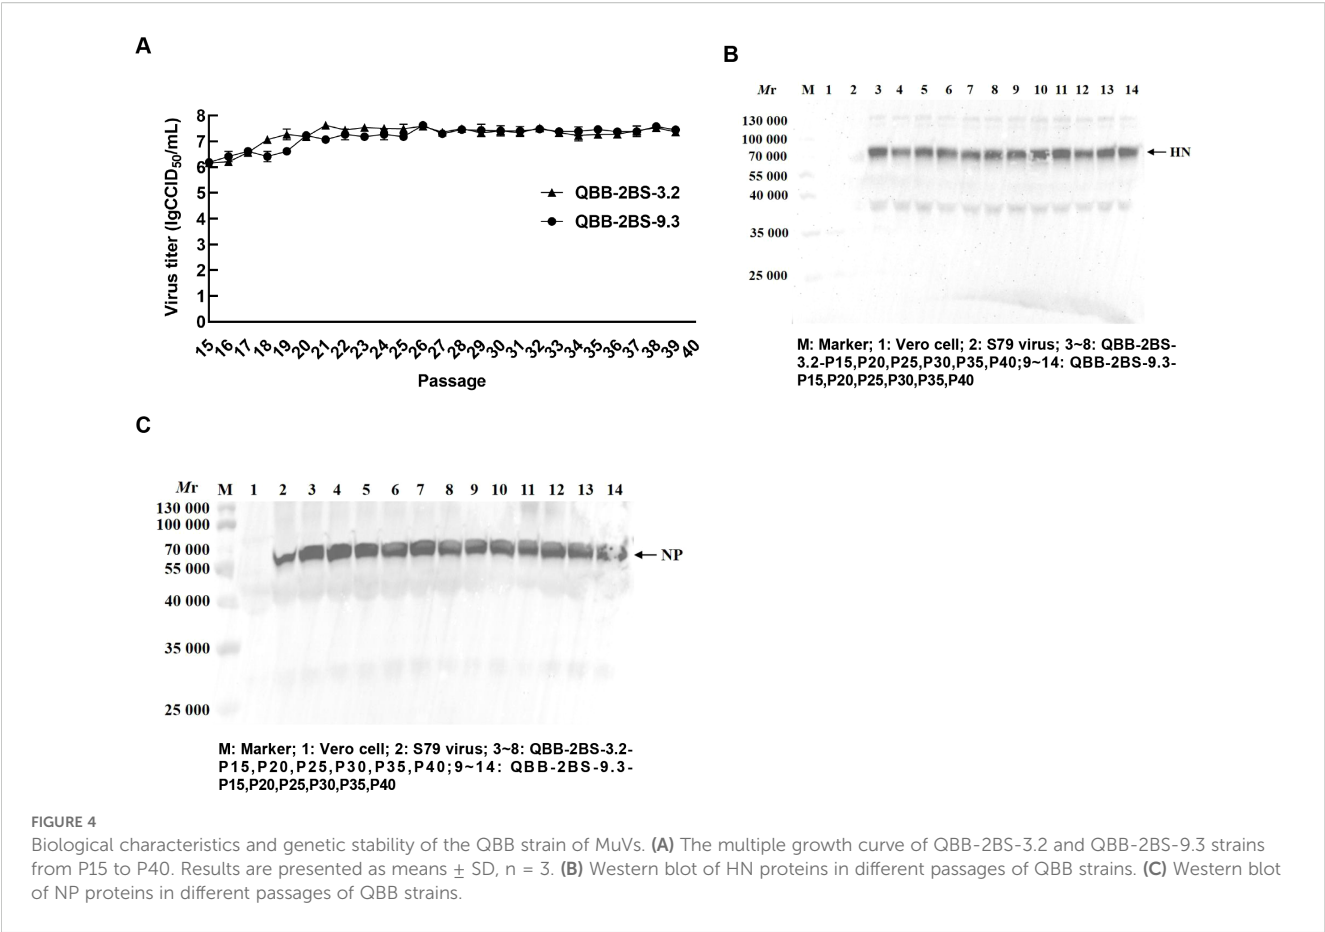 A
Virus titer (lgCCID50/mL)
8
7
6
5
4
3
2
1
0
QBB-2BS-3.2
QBB-2BS-9.3
15 16 17 18 19 20 21 22 23 24 25 26 27 28 29 30 31 32 33 34 35 36 37 38 39 40
Passage
B
Mr M 1 2 3 4 5 6 7 8 9 10 11 12 13 14
130 000
100 000
70 000
55 000
40 000
35 000
25 000
HN
M: Marker; 1: Vero cell; 2: S79 virus; 3~8: QBB-2BS-
3.2-P15,P20,P25,P30,P35,P40;9~14: QBB-2BS-9.3-
P15,P20,P25,P30,P35,P40
C
Mr M 1 2 3 4 5 6 7 8 9 10 11 12 13 14
130 000
100 000
70 000
55 000
40 000
35 000
25 000
NP
M: Marker; 1: Vero cell; 2: S79 virus; 3~8: QBB-2BS-3.2-
P15,P20,P25,P30,P35,P40;9~14: QBB-2BS-9.3-
P15,P20,P25,P30,P35,P40
FIGURE 4
Biological characteristics and genetic stability of the QBB strain of MuVs. (A) The multiple growth curve of QBB-2BS-3.2 and QBB-2BS-9.3 strains
from P15 to P40. Results are presented as means ± SD, n = 3. (B) Western blot of HN proteins in different passages of QBB strains. (C) Western blot
of NP proteins in different passages of QBB strains.